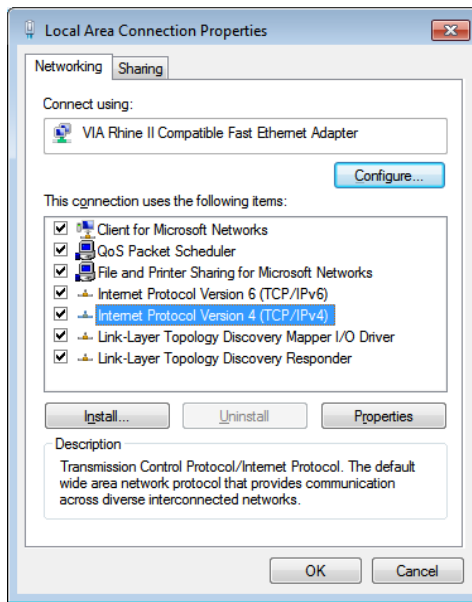 Local Area Connection Properties
Networking
Sharing
Connect using:
VIA Rhine II Compatible Fast Ethernet Adapter
Configure...
This connection uses the following items:
Client for Microsoft Networks
QoS Packet Scheduler
File and Printer Sharing for Microsoft Networks
Internet Protocol Version 6 (TCP/IPv6)
Internet Protocol Version 4 (TCP/IPv4)
Link-Layer Topology Discovery Mapper I/O Driver
Link-Layer Topology Discovery Responder
Install...
Uninstall
Properties
Description
Transmission Control Protocol/Internet Protocol. The default
wide area network protocol that provides communication
across diverse interconnected networks.
OK
Cancel